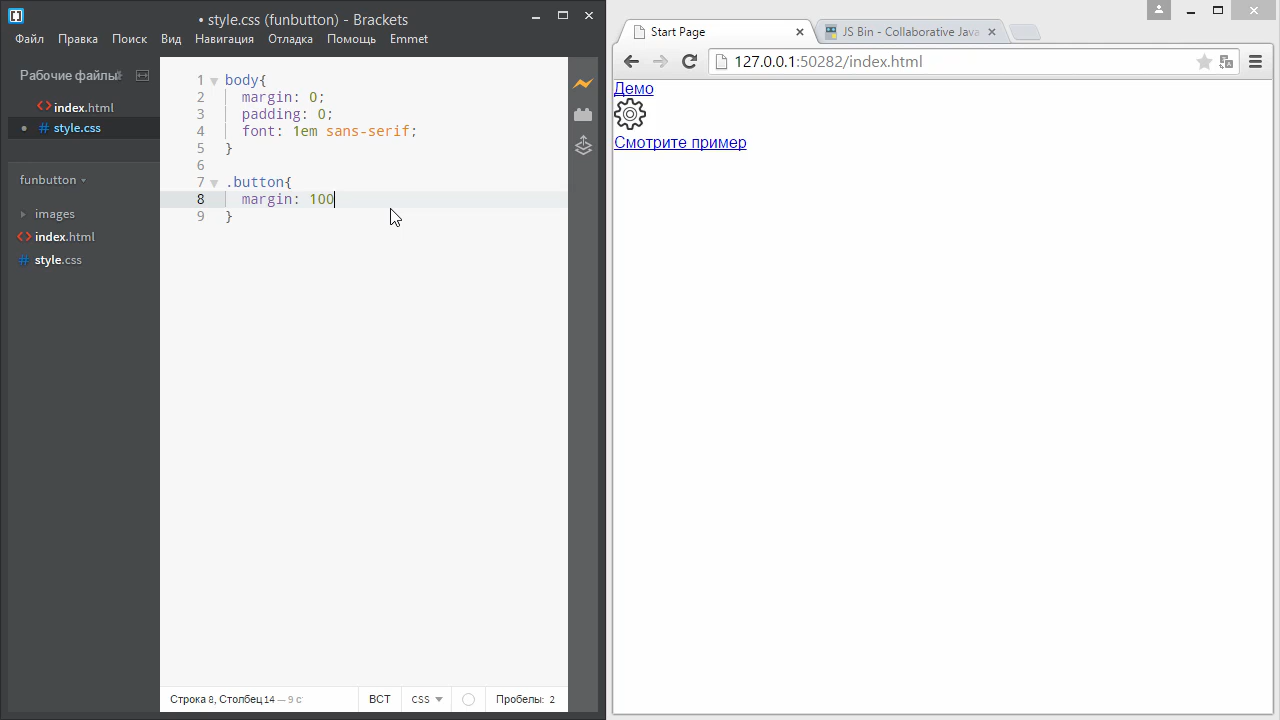 • style.css (funbutton) - Brackets
Файл Правка Поиск Вид Навигация Отладка Помощь Emmet
Рабочие файлы
index.html
style.css
funbutton
images
index.html
style.css
1 body{
2 margin: 0;
3 padding: 0;
4 font: 1em sans-serif;
5 }
6
7 .button{
8 margin: 100
9 }
Строка 8, Столбец 14 — 9 с
ВСТ
CSS
Пробелы: 2
Start Page
JS Bin - Collaborative Java
127.0.0.1:50282/index.html
Демо
Смотрите пример